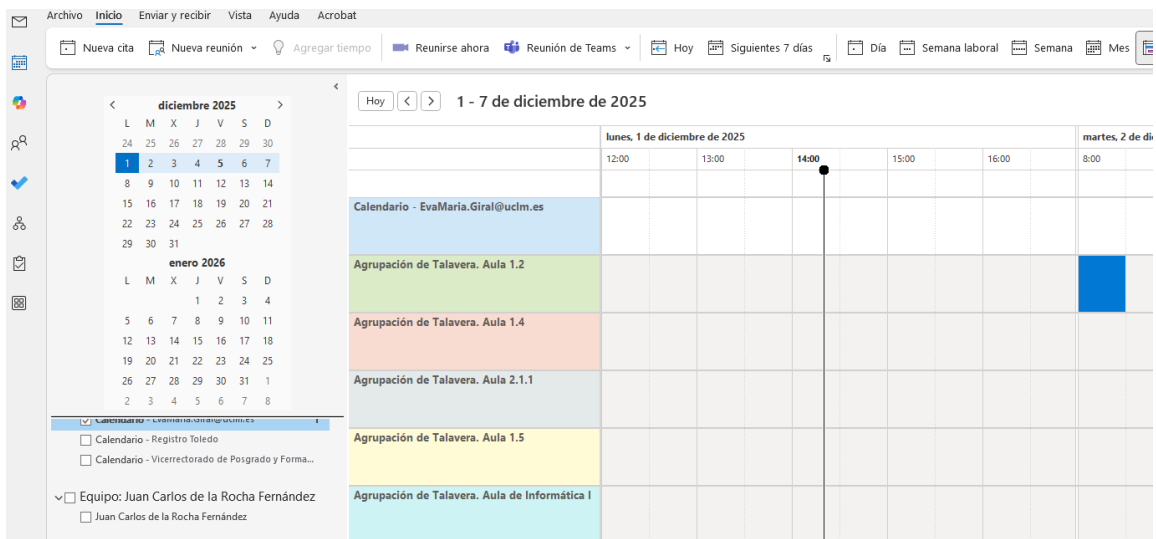 Archivo Inicio Enviar y recibir Vista Ayuda Acrobat
Nueva cita Nueva reunión Agregar tiempo Reunirse ahora Reunión de Teams Hoy Siguientes 7 días Día Semana laboral Semana Mes
diciembre 2025
L M X J V S D
24 25 26 27 28 29 30
1 2 3 4 5 6 7
8 9 10 11 12 13 14
15 16 17 18 19 20 21
22 23 24 25 26 27 28
29 30 31
enero 2026
L M X J V S D
1 2 3 4
5 6 7 8 9 10 11
12 13 14 15 16 17 18
19 20 21 22 23 24 25
26 27 28 29 30 31 1
2 3 4 5 6 7 8
Calendario - EvaMaria.Giral@uclm.es
Calendario - Registro Toledo
Calendario - Vicerrectorado de Posgrado y Forma...
Equipo: Juan Carlos de la Rocha Fernández
Juan Carlos de la Rocha Fernández
Hoy 1 - 7 de diciembre de 2025
lunes, 1 de diciembre de 2025 martes, 2 de di
12:00 13:00 14:00 15:00 16:00 8:00
Calendario - EvaMaria.Giral@uclm.es
Agrupación de Talavera. Aula 1.2
Agrupación de Talavera. Aula 1.4
Agrupación de Talavera. Aula 2.1.1
Agrupación de Talavera. Aula 1.5
Agrupación de Talavera. Aula de Informática I